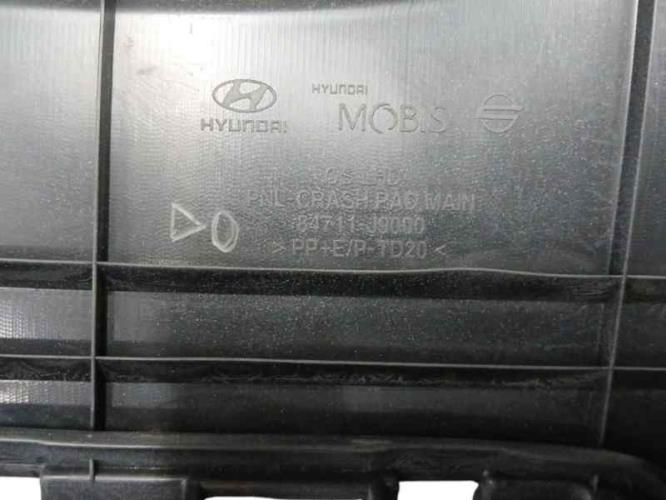 HYUNDAI
HYUNDAI
MOBIS
PNL-CRASH PAD MAIN
84711-J9000
> PP+E/P-TD20 <